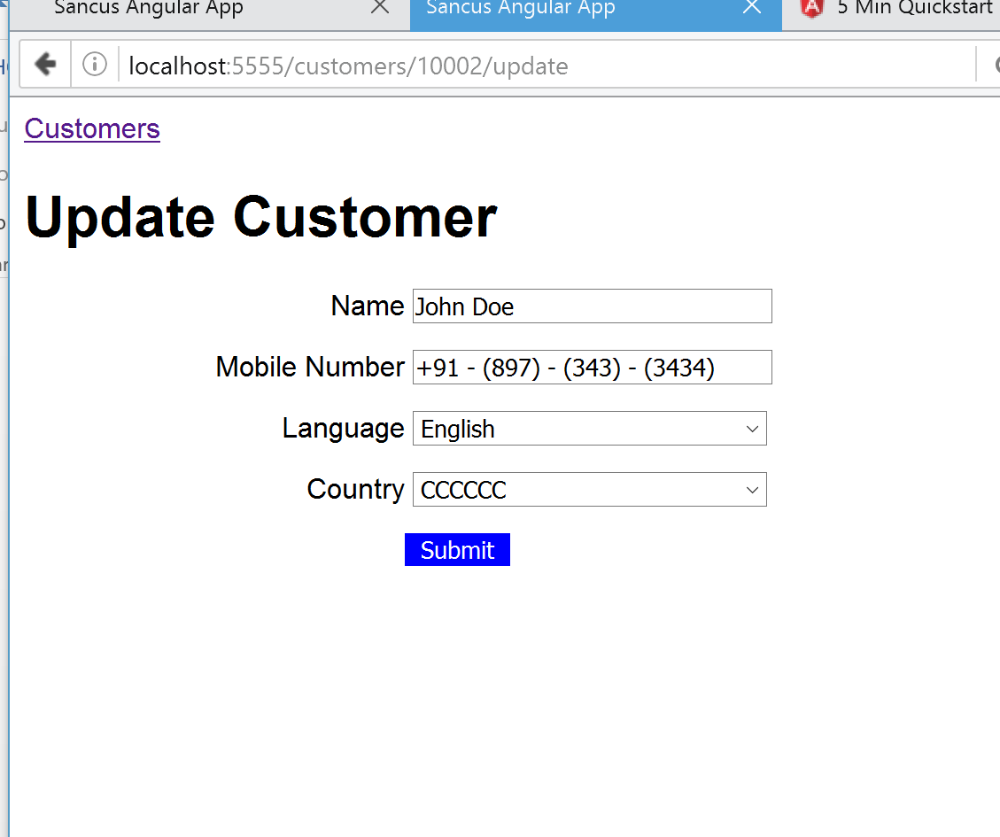 Sancus Angular App
Sancus Angular App
5 Min Quickstart
localhost:5555/customers/10002/update
Customers
Update Customer
Name John Doe
Mobile Number +91 - (897) - (343) - (3434)
Language English
Country CCCCCC
Submit